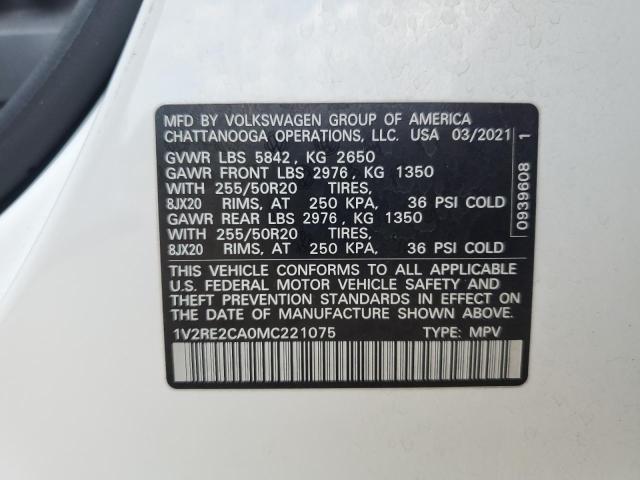 MFD BY VOLKSWAGEN GROUP OF AMERICA
CHATTANOOGA OPERATIONS, LLC. USA 03/2021
GVWR LBS 5842, KG 2650
GAWR FRONT LBS 2976, KG 1350
WITH 255/50R20 TIRES,
8JX20 RIMS, AT 250 KPA, 36 PSI COLD
GAWR REAR LBS 2976, KG 1350
WITH 255/50R20 TIRES,
8JX20 RIMS, AT 250 KPA, 36 PSI COLD
THIS VEHICLE CONFORMS TO ALL APPLICABLE
U.S. FEDERAL MOTOR VEHICLE SAFETY AND
THEFT PREVENTION STANDARDS IN EFFECT ON
THE DATE OF MANUFACTURE SHOWN ABOVE.
1V2RE2CA0MC221075 TYPE: MPV
0939608 1